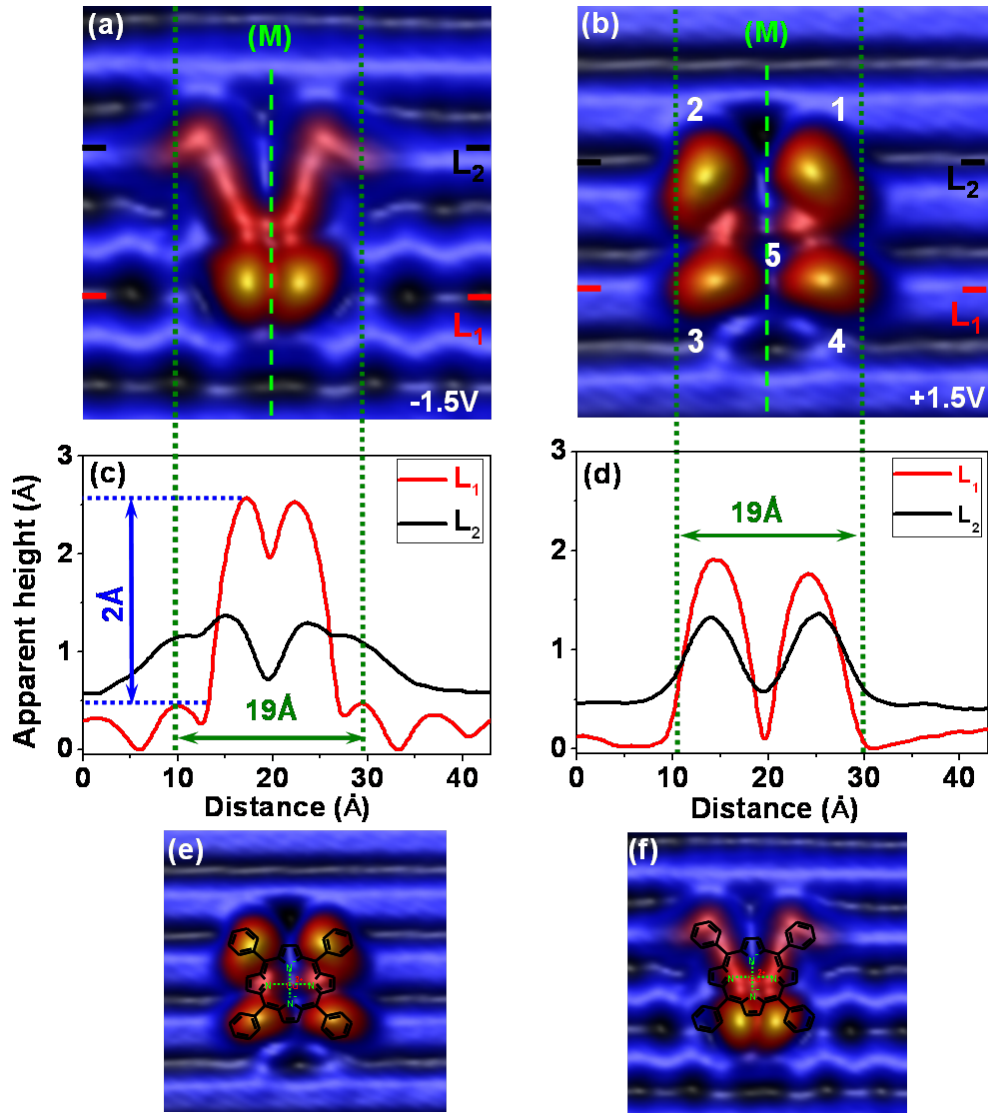 (a)
(M)
L2
L1
-1.5V
(b)
(M)
2
1
L2
5
L1
3
4
+1.5V
Apparent height (Å)
3
2
1
0
(c)
L1
L2
2Å
19Å
0
10
20
30
40
Distance (Å)
3
2
1
0
(d)
L1
L2
19Å
0
10
20
30
40
Distance (Å)
(e)
N
N
N
N
(f)
N
N
N
N